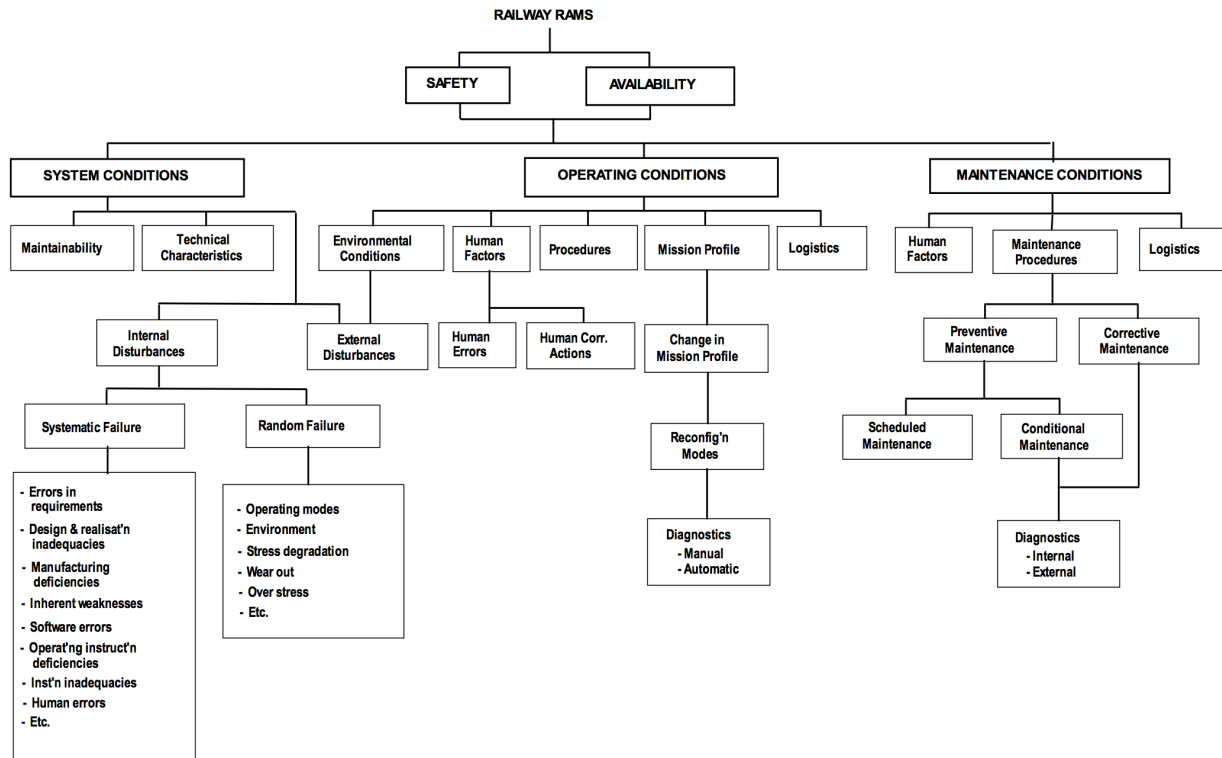 RAILWAY RAMS
SAFETY
AVAILABILITY
SYSTEM CONDITIONS
OPERATING CONDITIONS
MAINTENANCE CONDITIONS
Maintainability
Technical
Characteristics
Environmental
Conditions
Human
Factors
Procedures
Mission Profile
Logistics
Human
Factors
Maintenance
Procedures
Logistics
Internal
Disturbances
External
Disturbances
Human
Errors
Human Corr.
Actions
Change in
Mission Profile
Preventive
Maintenance
Corrective
Maintenance
Systematic Failure
Random Failure
Reconfig'n
Modes
Scheduled
Maintenance
Conditional
Maintenance
- Errors in
requirements
- Design & realisat'n
inadequacies
- Manufacturing
deficiencies
- Inherent weaknesses
- Software errors
- Operat'ng instruct'n
deficiencies
- Inst'n inadequacies
- Human errors
- Etc.
- Operating modes
- Environment
- Stress degradation
- Wear out
- Over stress
- Etc.
Diagnostics
- Manual
- Automatic
Diagnostics
- Internal
- External